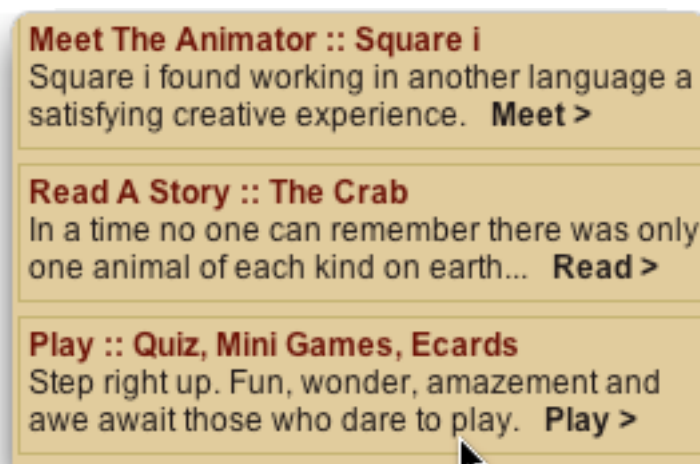 Meet The Animator :: Square i
Square i found working in another language a
satisfying creative experience. Meet >
Read A Story :: The Crab
In a time no one can remember there was only
one animal of each kind on earth... Read >
Play :: Quiz, Mini Games, Ecards
Step right up. Fun, wonder, amazement and
awe await those who dare to play. Play >